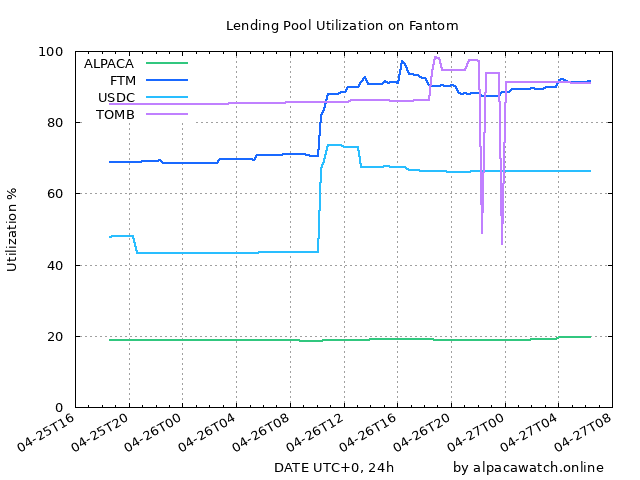 Lending Pool Utilization on Fantom
100
80
60
40
20
0
Utilization %
ALPACA
FTM
USDC
TOMB
04-25T16
04-25T20
04-26T00
04-26T04
04-26T08
04-26T12
04-26T16
04-26T20
04-27T00
04-27T04
04-27T08
DATE UTC+0, 24h
by alpacawatch.online